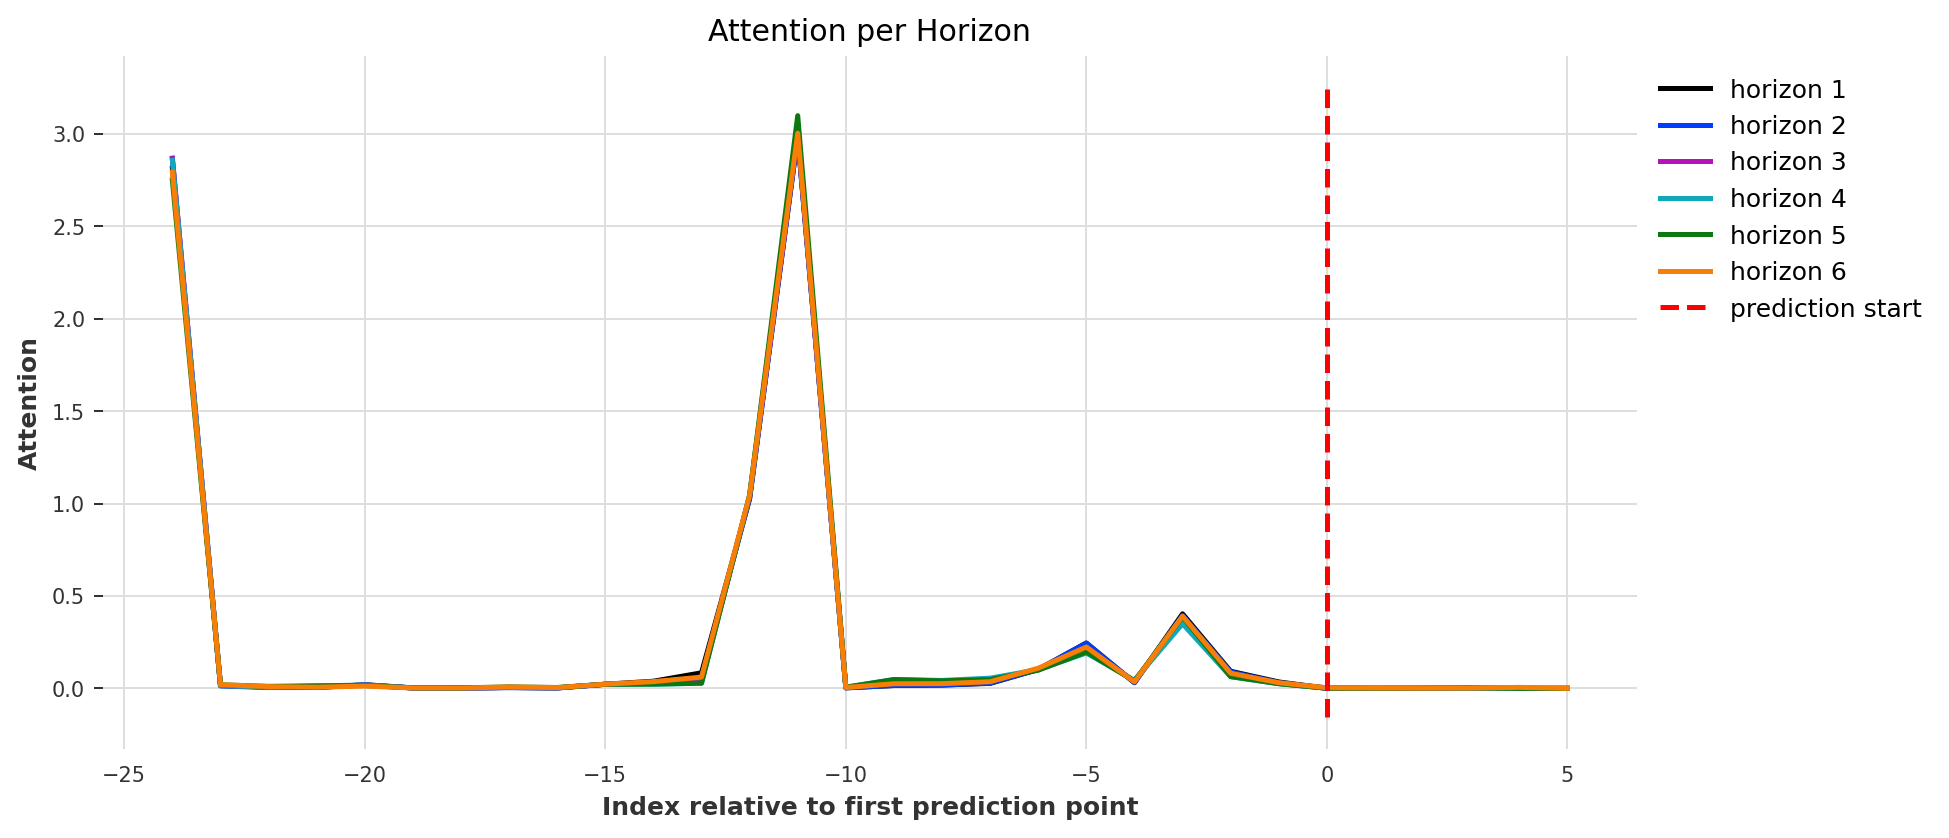 Attention per Horizon
3.0
2.5
2.0
1.5
1.0
0.5
0.0
Attention
−25
−20
−15
−10
−5
0
5
Index relative to first prediction point
horizon 1
horizon 2
horizon 3
horizon 4
horizon 5
horizon 6
prediction start